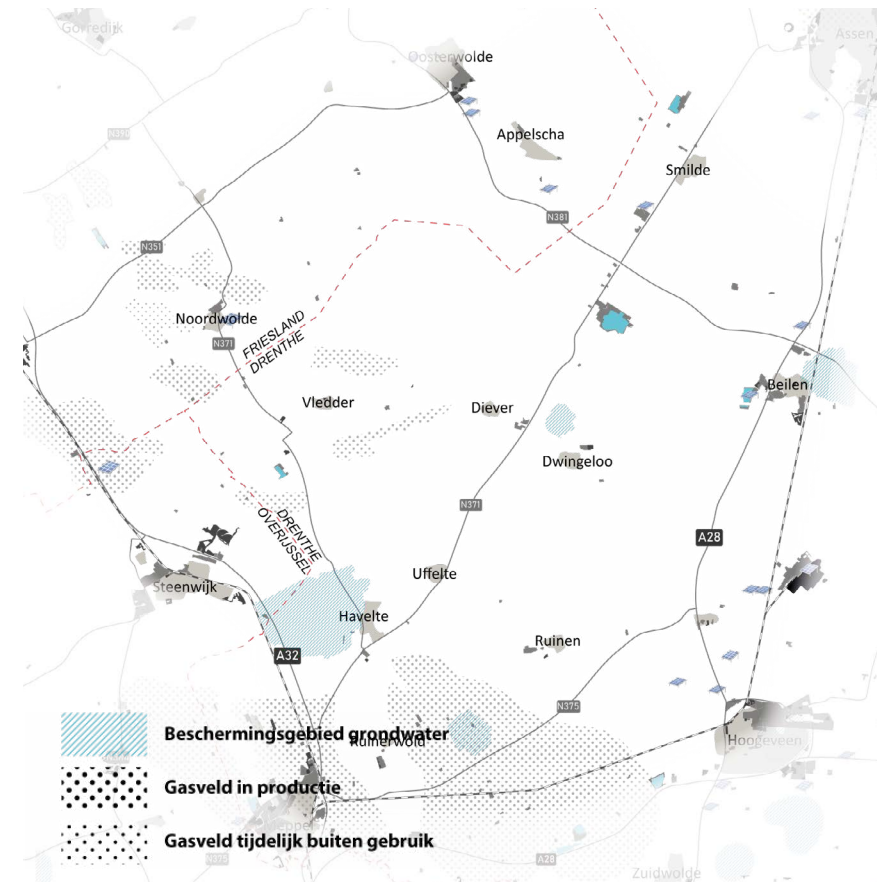 Gorredijk
Assen
Oosterwolde
N390
Appelscha
Smilde
N381
N351
Noordwolde
N371
FRIESLAND
DRENTHE
Vledder
Diever
Beilen
Dwingeloo
N371
DRENTHE
OVERIJSSEL
A28
Steenwijk
Uffelte
Havelte
A32
Ruinen
N375
Beschermingsgebied grondwater
Ruinerwold
Hoogeveen
Gasveld in productie
Gasveld tijdelijk buiten gebruik
N375
A28
Zuidwolde